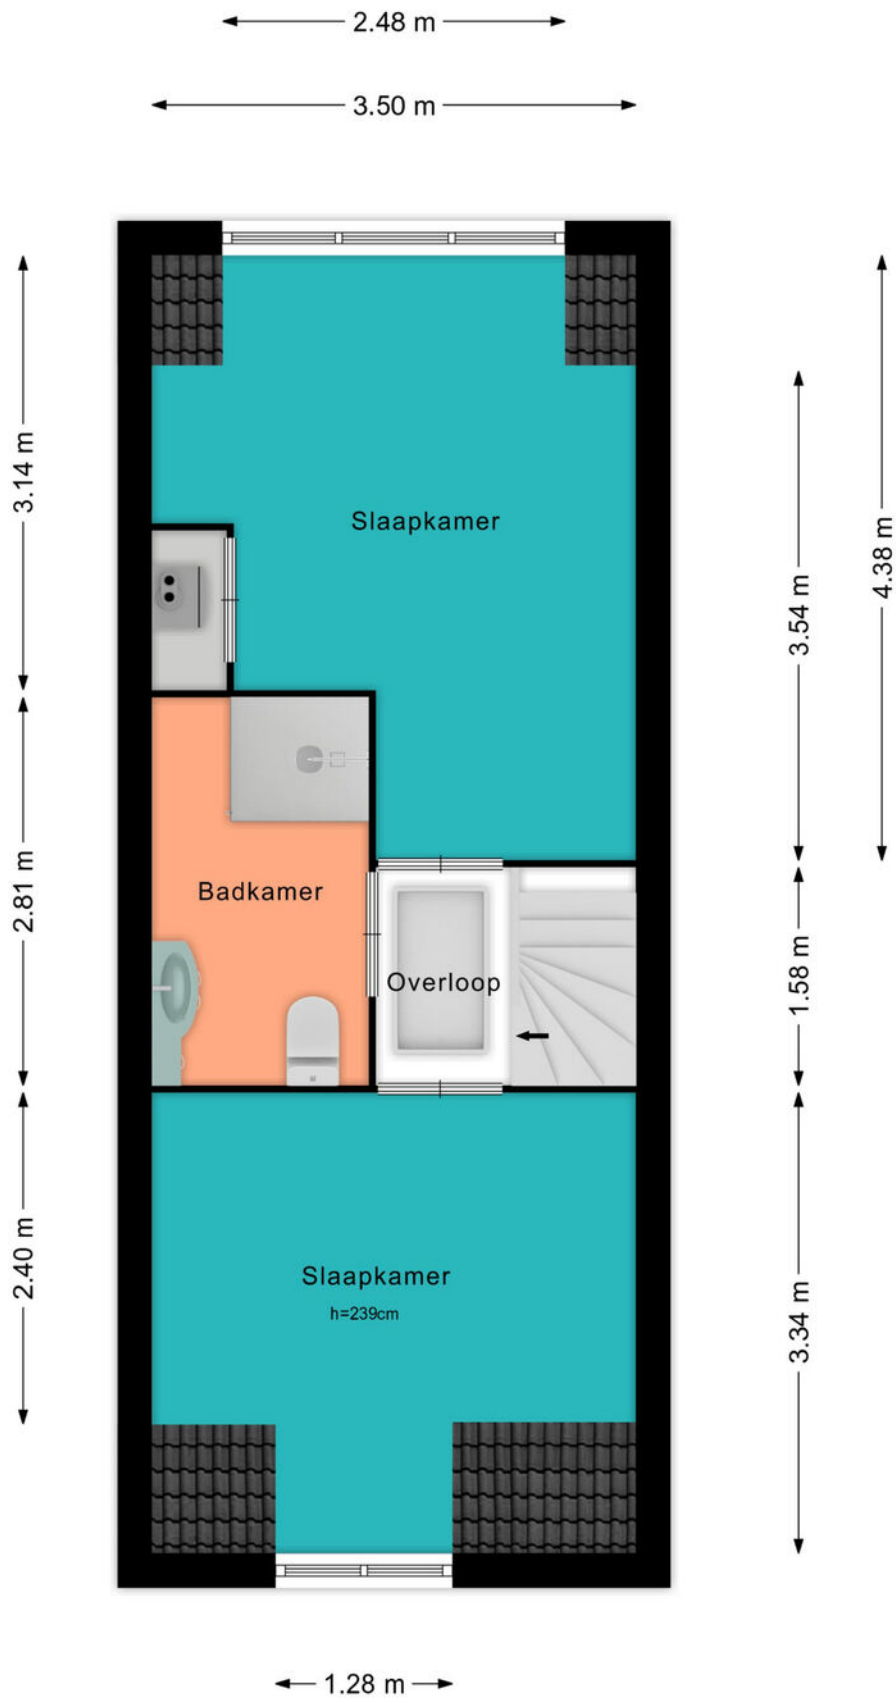 2.48 m
3.50 m
3.14 m
Slaapkamer
4.38 m
3.54 m
Badkamer
2.81 m
Overloop
1.58 m
2.40 m
Slaapkamer
h=239cm
3.34 m
1.28 m